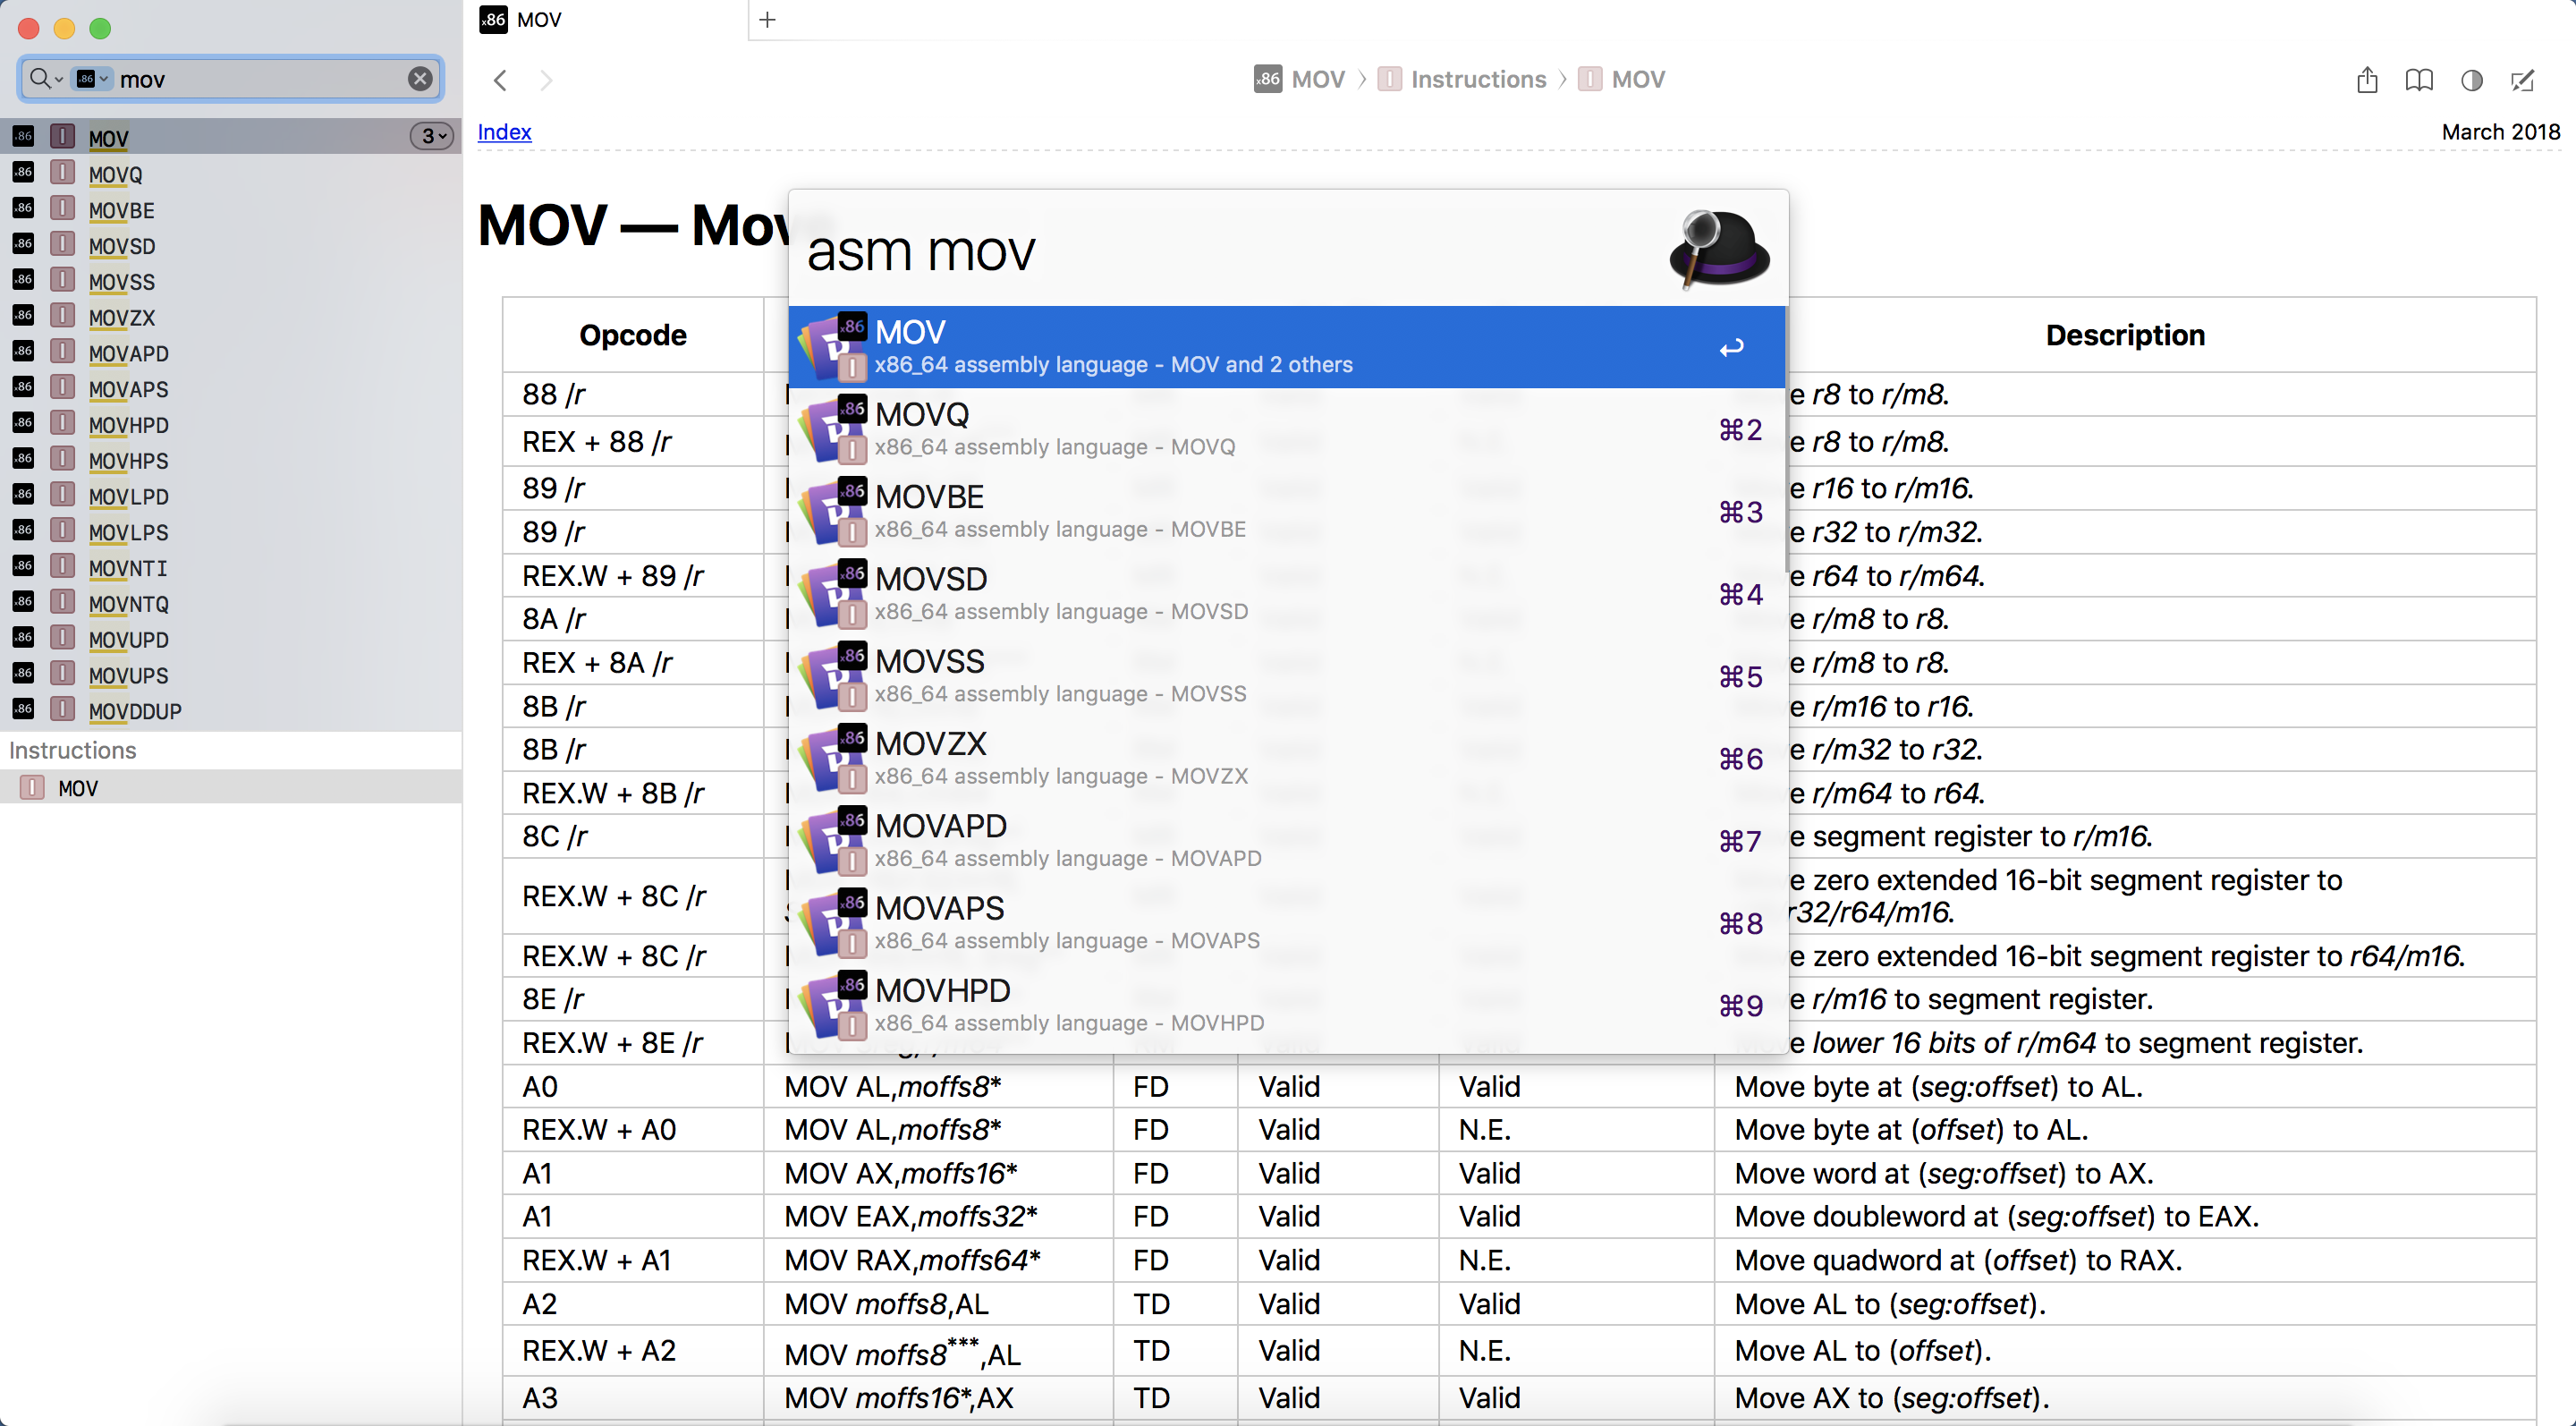 x86 MOV
+
x86 mov
x86 MOV 〉 Instructions 〉 MOV
Index
March 2018
MOV 3
MOVQ
MOVBE
MOVSD
MOVSS
MOVZX
MOVAPD
MOVAPS
MOVHPD
MOVHPS
MOVLPD
MOVLPS
MOVNTI
MOVNTQ
MOVUPD
MOVUPS
MOVDDUP
Instructions
MOV
MOV — Mov
asm mov
MOV
x86_64 assembly language - MOV and 2 others
MOVQ
x86_64 assembly language - MOVQ
⌘2
MOVBE
x86_64 assembly language - MOVBE
⌘3
MOVSD
x86_64 assembly language - MOVSD
⌘4
MOVSS
x86_64 assembly language - MOVSS
⌘5
MOVZX
x86_64 assembly language - MOVZX
⌘6
MOVAPD
x86_64 assembly language - MOVAPD
⌘7
MOVAPS
x86_64 assembly language - MOVAPS
⌘8
MOVHPD
x86_64 assembly language - MOVHPD
⌘9
Opcode Description
88 /r e r8 to r/m8.
REX + 88 /r e r8 to r/m8.
89 /r e r16 to r/m16.
89 /r e r32 to r/m32.
REX.W + 89 /r e r64 to r/m64.
8A /r e r/m8 to r8.
REX + 8A /r e r/m8 to r8.
8B /r e r/m16 to r16.
8B /r e r/m32 to r32.
REX.W + 8B /r e r/m64 to r64.
8C /r e segment register to r/m16.
REX.W + 8C /r e zero extended 16-bit segment register to
r32/r64/m16.
REX.W + 8C /r e zero extended 16-bit segment register to r64/m16.
8E /r e r/m16 to segment register.
REX.W + 8E /r e lower 16 bits of r/m64 to segment register.
A0 MOV AL,moffs8* FD Valid Valid Move byte at (seg:offset) to AL.
REX.W + A0 MOV AL,moffs8* FD Valid N.E. Move byte at (offset) to AL.
A1 MOV AX,moffs16* FD Valid Valid Move word at (seg:offset) to AX.
A1 MOV EAX,moffs32* FD Valid Valid Move doubleword at (seg:offset) to EAX.
REX.W + A1 MOV RAX,moffs64* FD Valid N.E. Move quadword at (offset) to RAX.
A2 MOV moffs8,AL TD Valid Valid Move AL to (seg:offset).
REX.W + A2 MOV moffs8***,AL TD Valid N.E. Move AL to (offset).
A3 MOV moffs16*,AX TD Valid Valid Move AX to (seg:offset).